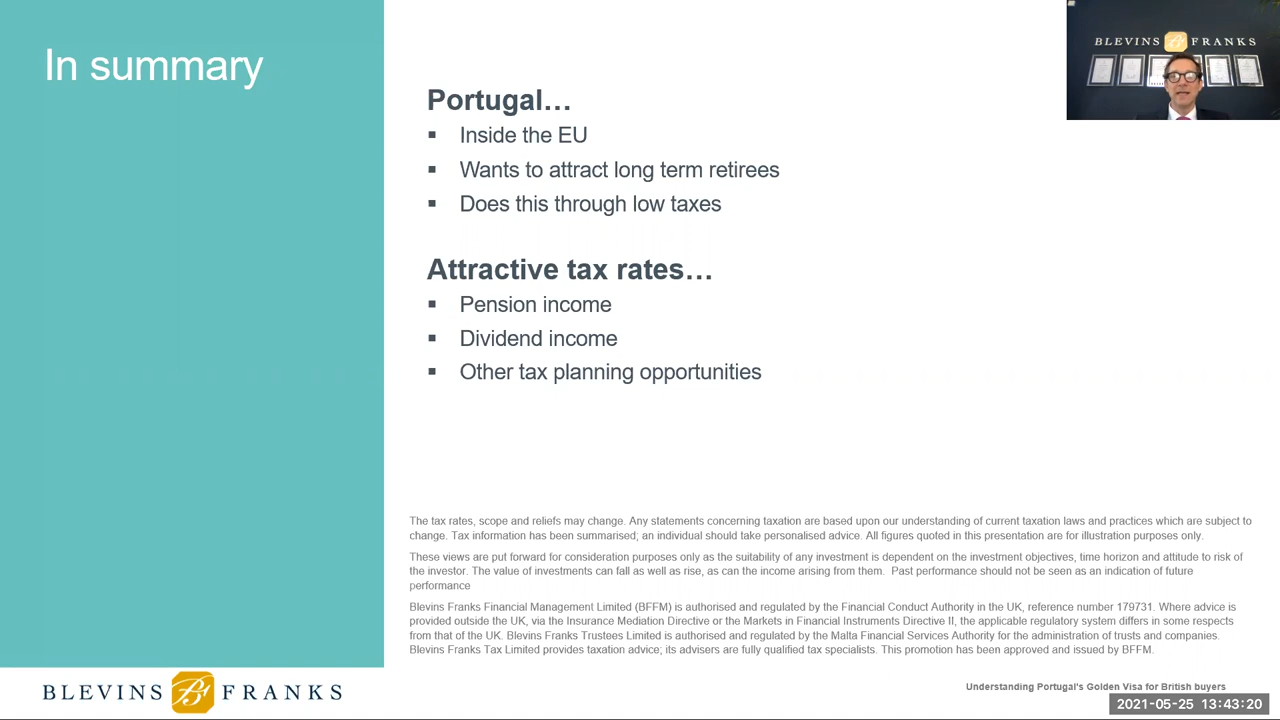 In summary
BLEVINS FRANKS
Portugal…
▪ Inside the EU
▪ Wants to attract long term retirees
▪ Does this through low taxes
Attractive tax rates…
▪ Pension income
▪ Dividend income
▪ Other tax planning opportunities
The tax rates, scope and reliefs may change. Any statements concerning taxation are based upon our understanding of current taxation laws and practices which are subject to
change. Tax information has been summarised; an individual should take personalised advice. All figures quoted in this presentation are for illustration purposes only.
These views are put forward for consideration purposes only as the suitability of any investment is dependent on the investment objectives, time horizon and attitude to risk of
the investor. The value of investments can fall as well as rise, as can the income arising from them. Past performance should not be seen as an indication of future
performance
Blevins Franks Financial Management Limited (BFFM) is authorised and regulated by the Financial Conduct Authority in the UK, reference number 179731. Where advice is
provided outside the UK, via the Insurance Mediation Directive or the Markets in Financial Instruments Directive II, the applicable regulatory system differs in some respects
from that of the UK. Blevins Franks Trustees Limited is authorised and regulated by the Malta Financial Services Authority for the administration of trusts and companies.
Blevins Franks Tax Limited provides taxation advice; its advisers are fully qualified tax specialists. This promotion has been approved and issued by BFFM.
BLEVINS BF FRANKS
Understanding Portugal's Golden Visa for British buyers
2021-05-25 13:43:20